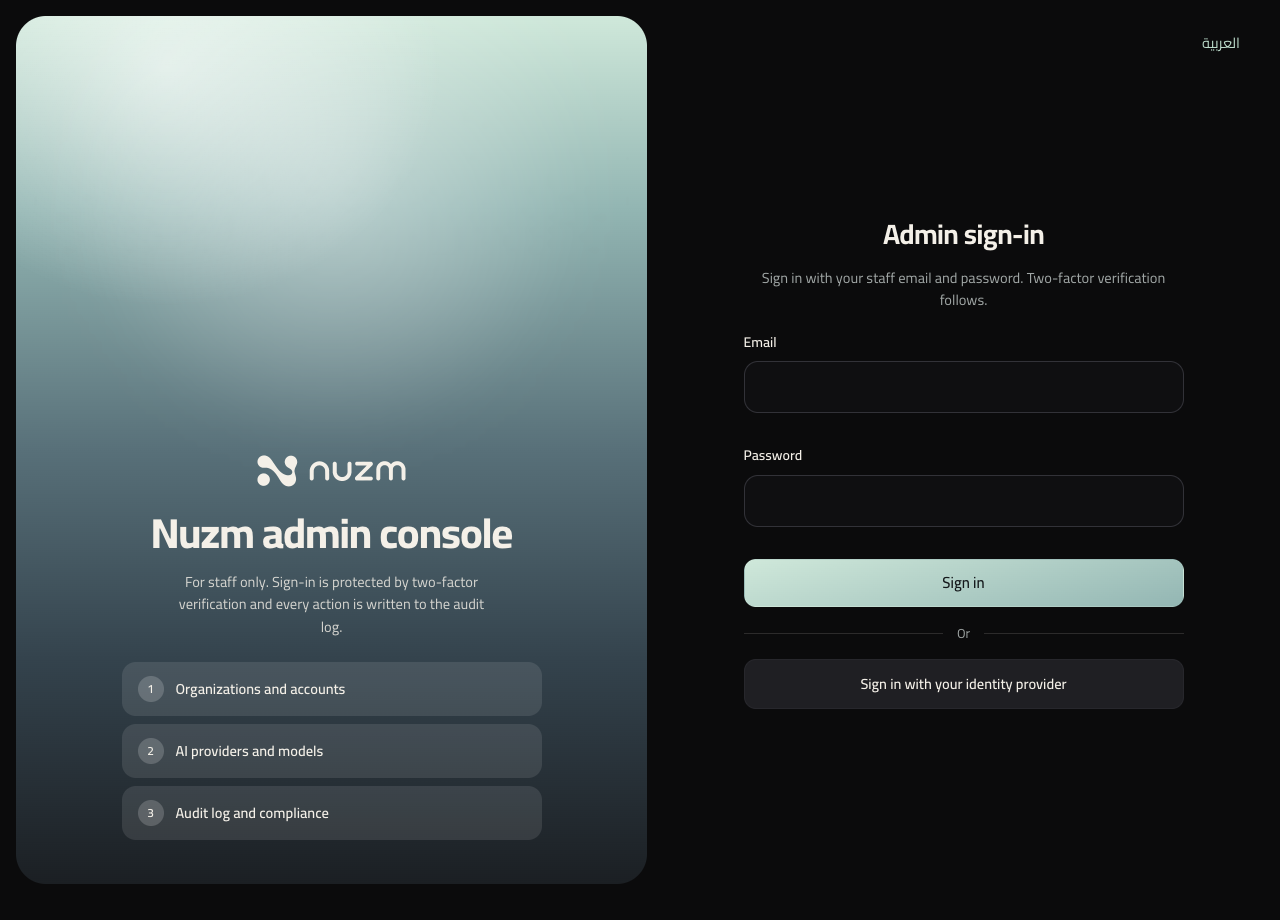 العربية
nuzm
Nuzm admin console
For staff only. Sign-in is protected by two-factor
verification and every action is written to the audit
log.
1 Organizations and accounts
2 AI providers and models
3 Audit log and compliance
Admin sign-in
Sign in with your staff email and password. Two-factor verification
follows.
Email
Password
Sign in
Or
Sign in with your identity provider